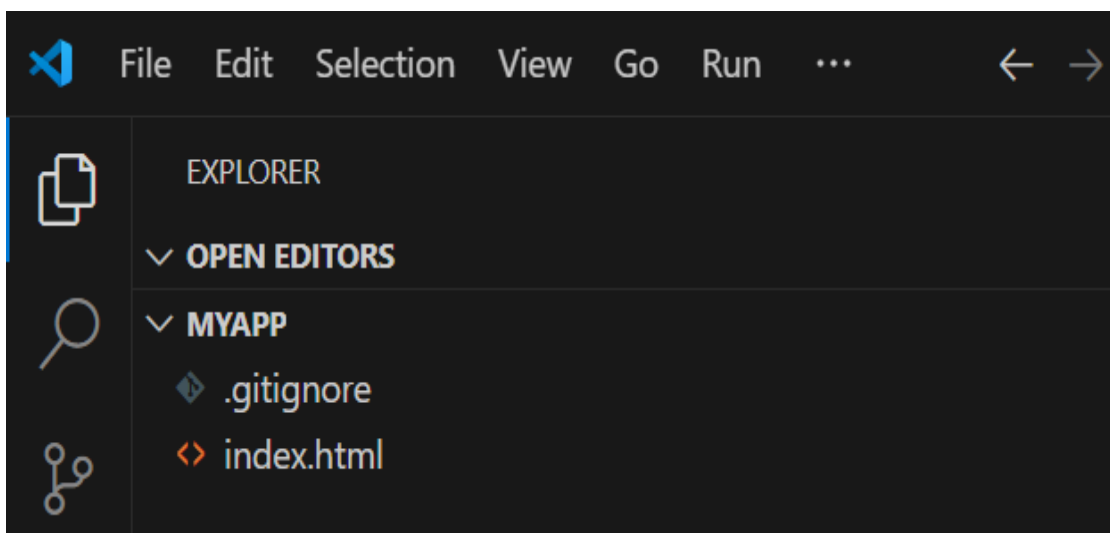 File Edit Selection View Go Run ···
EXPLORER
OPEN EDITORS
MYAPP
.gitignore
index.html